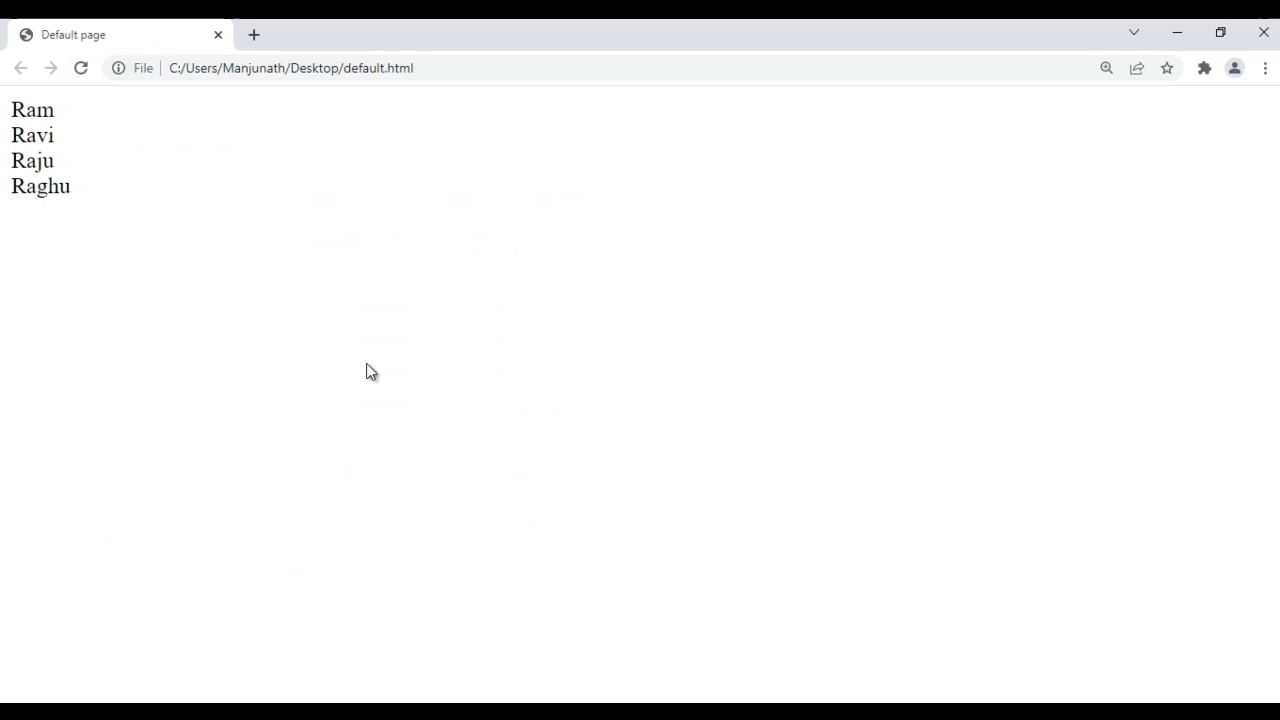 Default page
File C:/Users/Manjunath/Desktop/default.html
Ram
Ravi
Raju
Raghu